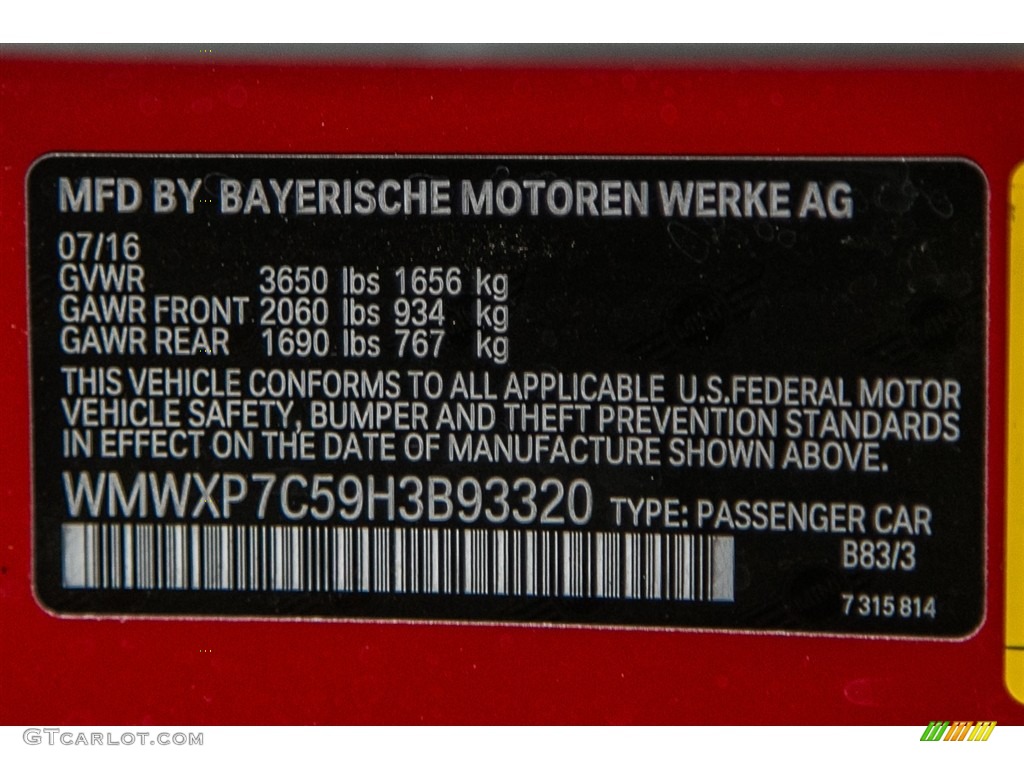 MFD BY BAYERISCHE MOTOREN WERKE AG
07/16
GVWR 3650 lbs 1656 kg
GAWR FRONT 2060 lbs 934 kg
GAWR REAR 1690 lbs 767 kg
THIS VEHICLE CONFORMS TO ALL APPLICABLE U.S.FEDERAL MOTOR
VEHICLE SAFETY, BUMPER AND THEFT PREVENTION STANDARDS
IN EFFECT ON THE DATE OF MANUFACTURE SHOWN ABOVE.
WMWXP7C59H3B93320 TYPE: PASSENGER CAR
B83/3
7 315 814
GTCARLOT.COM